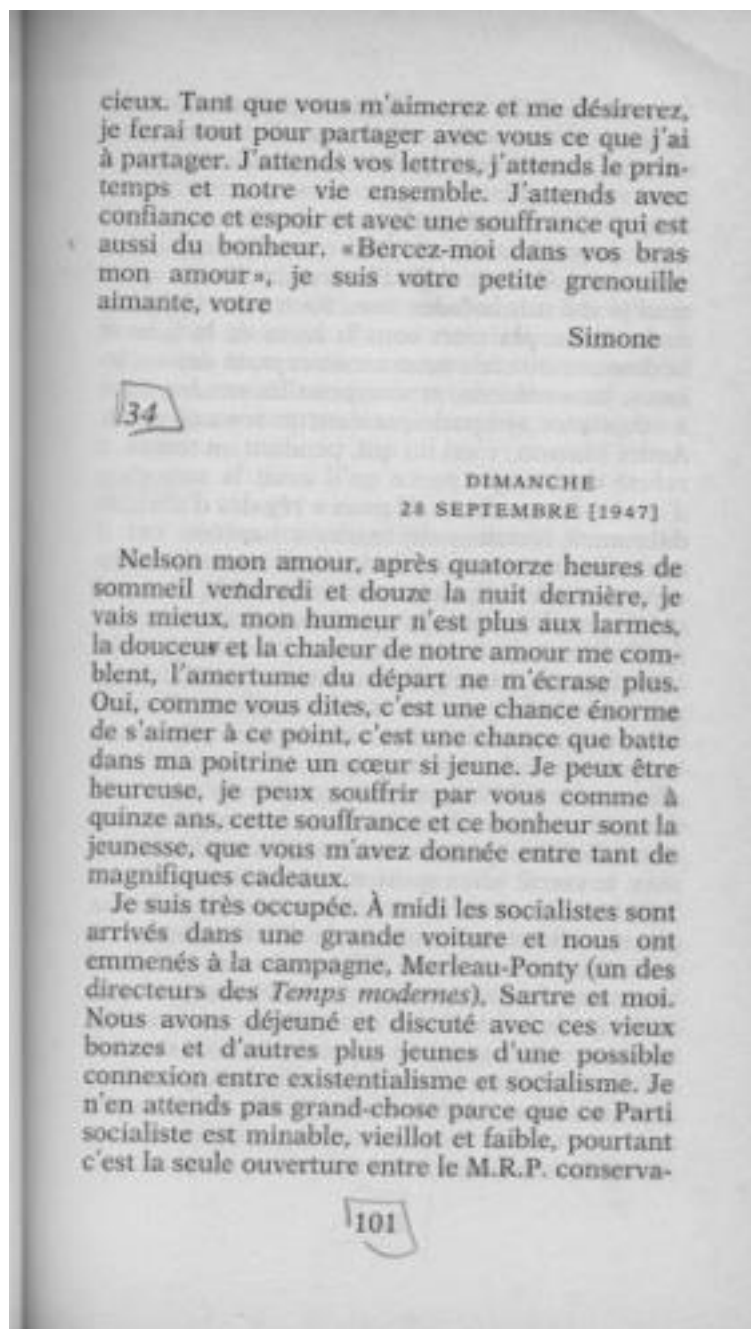 cieux. Tant que vous m'aimerez et me désirerez,
je ferai tout pour partager avec vous ce que j'ai
à partager. J'attends vos lettres, j'attends le prin-
temps et notre vie ensemble. J'attends avec
confiance et espoir et avec une souffrance qui est
aussi du bonheur. «Bercez-moi dans vos bras
mon amour», je suis votre petite grenouille
aimante, votre
Simone
34
DIMANCHE
28 SEPTEMBRE [1947]
Nelson mon amour, après quatorze heures de
sommeil vendredi et douze la nuit dernière, je
vais mieux, mon humeur n'est plus aux larmes,
la douceur et la chaleur de notre amour me com-
blent, l'amertume du départ ne m'écrase plus.
Oui, comme vous dites, c'est une chance énorme
de s'aimer à ce point, c'est une chance que batte
dans ma poitrine un cœur si jeune. Je peux être
heureuse, je peux souffrir par vous comme à
quinze ans, cette souffrance et ce bonheur sont la
jeunesse, que vous m'avez donnée entre tant de
magnifiques cadeaux.
Je suis très occupée. À midi les socialistes sont
arrivés dans une grande voiture et nous ont
emmenés à la campagne, Merleau-Ponty (un des
directeurs des Temps modernes), Sartre et moi.
Nous avons déjeuné et discuté avec ces vieux
bonzes et d'autres plus jeunes d'une possible
connexion entre existentialisme et socialisme. Je
n'en attends pas grand-chose parce que ce Parti
socialiste est minable, vieillot et faible, pourtant
c'est la seule ouverture entre le M.R.P. conserva-
101